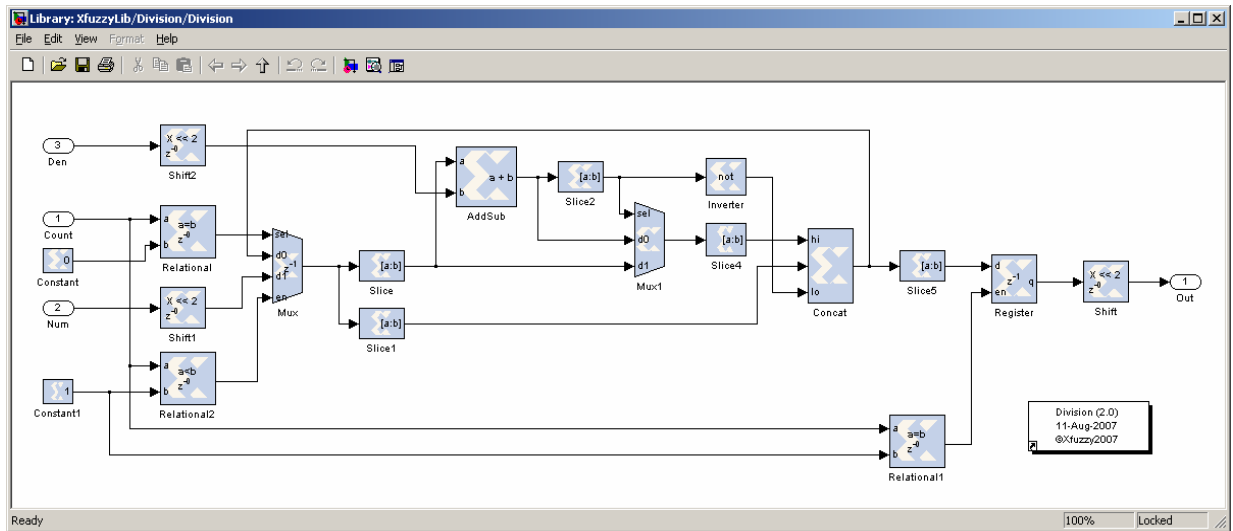 Library: XfuzzyLib/Division/Division
File Edit View Format Help
3
Den
X << 2
z-0
Shift2
1
Count
0
Constant
a
b
a=b
z-0
Relational
2
Num
X << 2
z-0
Shift1
1
Constant1
a
b
a<b
z-0
Relational2
sel
d0
d1
en
z-1
Mux
[a:b]
Slice
[a:b]
Slice1
a
b
a + b
AddSub
[a:b]
Slice2
sel
d0
d1
Mux1
not
Inverter
[a:b]
Slice4
hi
lo
Concat
[a:b]
Slice5
d
en
z-1
q
Register
X << 2
z-0
Shift
1
Out
a
b
a=b
z-0
Relational1
Division (2.0)
11-Aug-2007
©Xfuzzy2007
Ready
100%
Locked